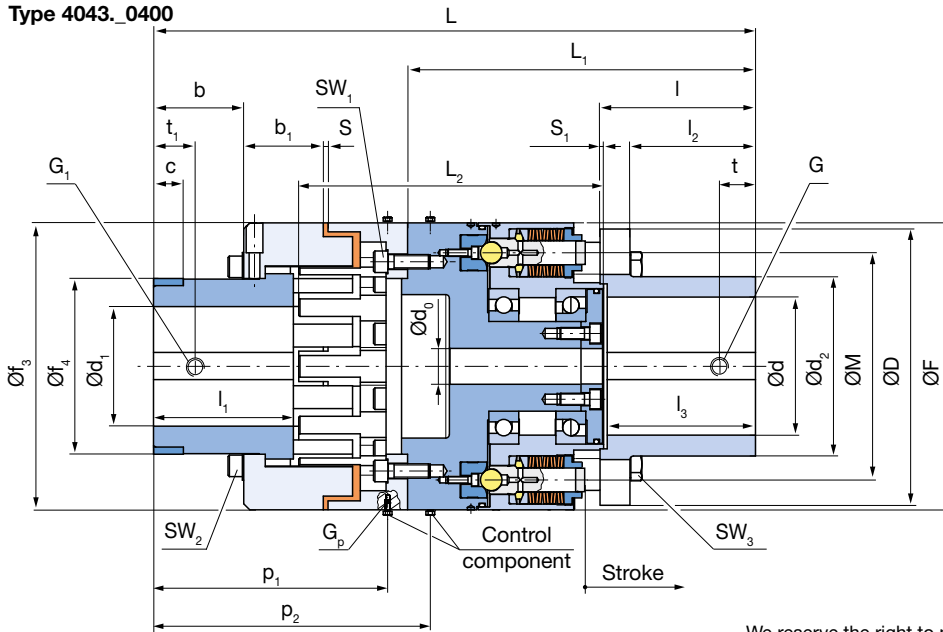 Type 4043._0400
L
L₁
b
SW₁
l
t₁
b₁
S
S₁
l₂
G₁
c
L₂
t
G
Øf₃
Øf₄
Ød₁
Ød₀
Ød
Ød₂
ØM
ØD
ØF
l₁
l₃
SW₂
Gₚ
Control
component
SW₃
p₁
Stroke
p₂